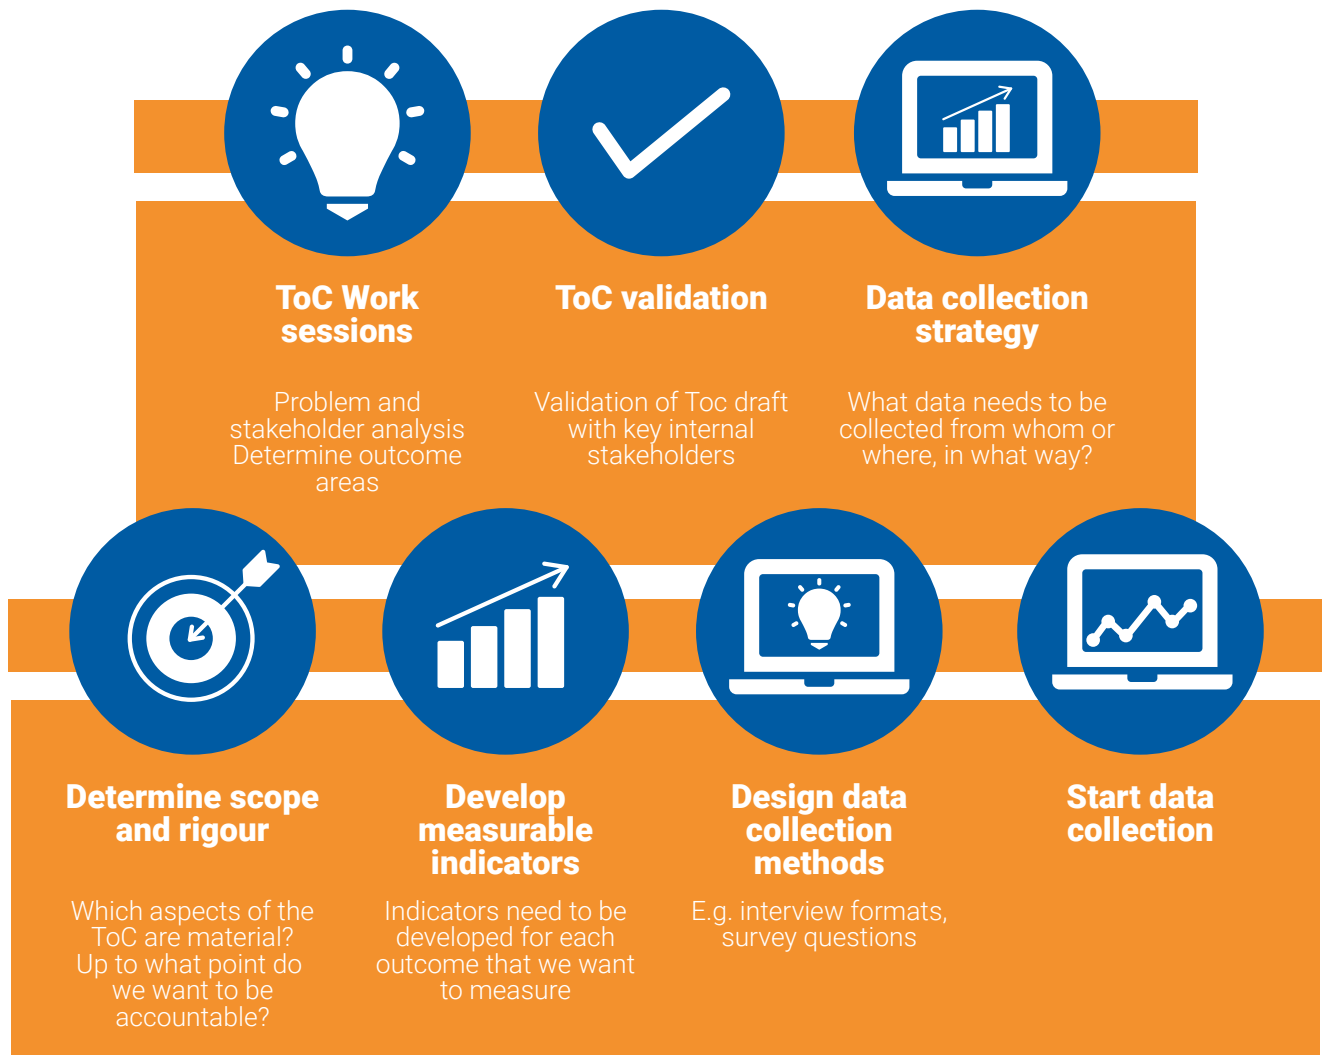 ToC Work
sessions
Problem and
stakeholder analysis
Determine outcome
areas
ToC validation
Validation of Toc draft
with key internal
stakeholders
Data collection
strategy
What data needs to be
collected from whom or
where, in what way?
Determine scope
and rigour
Which aspects of the
ToC are material?
Up to what point do
we want to be
accountable?
Develop
measurable
indicators
Indicators need to be
developed for each
outcome that we want
to measure
Design data
collection
methods
E.g. interview formats,
survey questions
Start data
collection